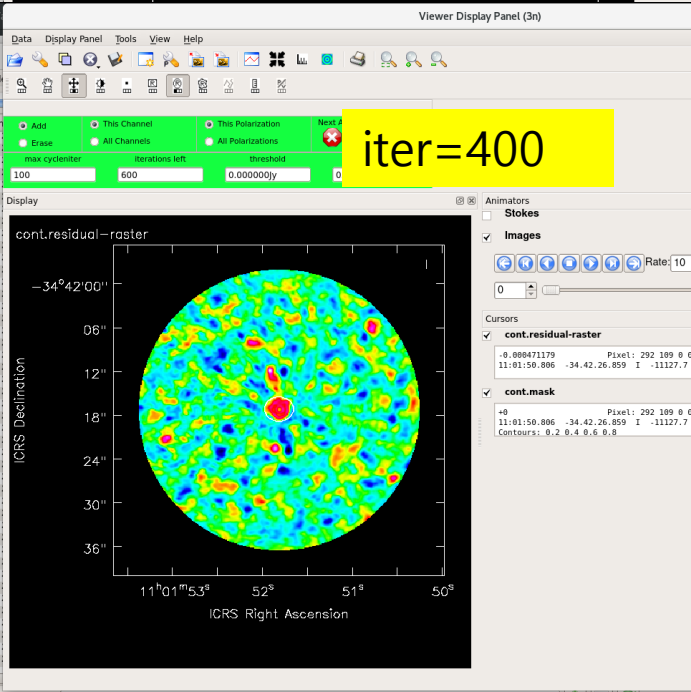 Viewer Display Panel (3n)
Data Display Panel Tools View Help
Add This Channel This Polarization Next A
Erase All Channels All Polarizations
iter=400
max cycleniter iterations left threshold
100 600 0.000000Jy 0
Display
Animators
Stokes
Images
Rate: 10
0
cont.residual-raster
-34°42'00"
06"
12"
18"
24"
30"
36"
ICRS Declination
11h01m53s 52s 51s 50s
ICRS Right Ascension
Cursors
cont.residual-raster
-0.000471179 Pixel: 292 109 0 0
11:01:50.806 -34.42.26.859 I -11127.7
cont.mask
+0 Pixel: 292 109 0 0
11:01:50.806 -34.42.26.859 I -11127.7
Contours: 0.2 0.4 0.6 0.8